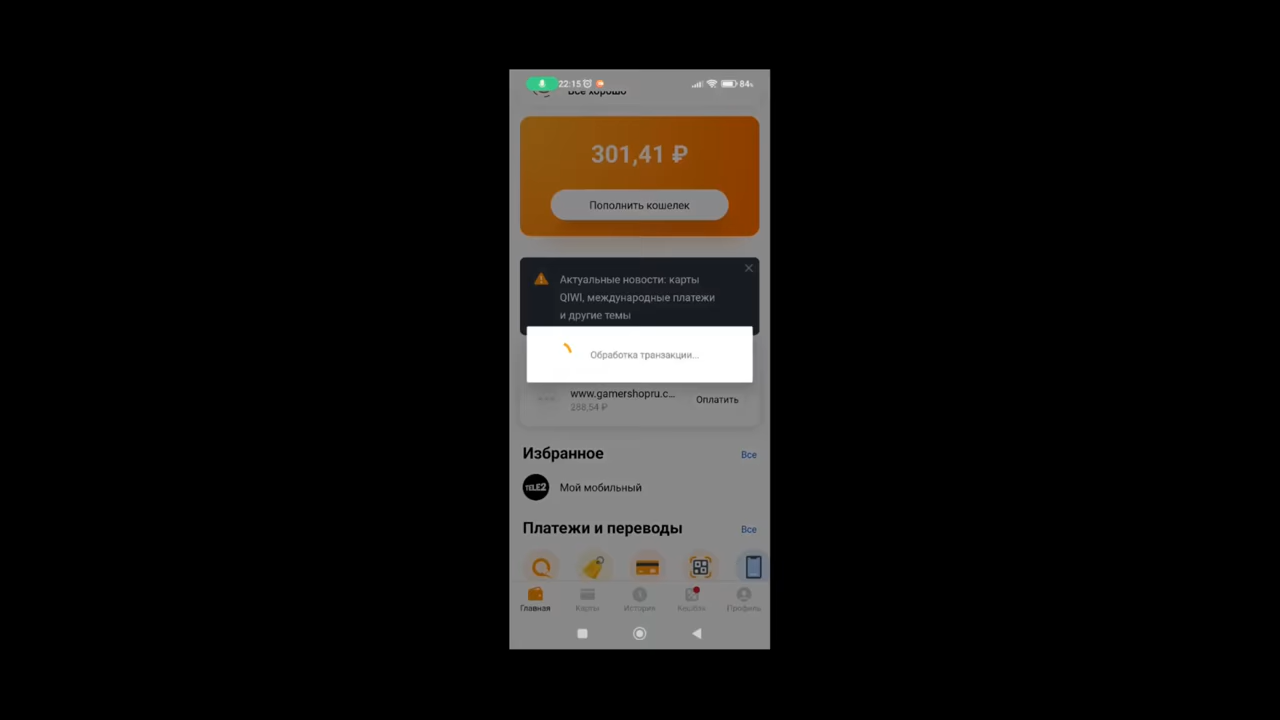 22:15
84%
Все хорошо
301,41 ₽
Пополнить кошелек
Актуальные новости: карты
QIWI, международные платежи
и другие темы
Обработка транзакции...
www.gamershopru.c...
288,54 ₽
Оплатить
Избранное
Все
TELE2
Мой мобильный
Платежи и переводы
Все
Главная
Карты
История
Кешбэк
Профиль